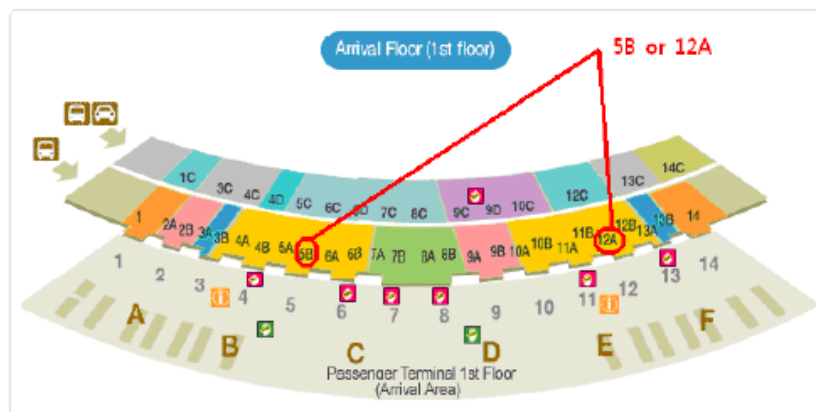 Arrival Floor (1st floor)
5B or 12A
1C 3C 4C 4D 5C 6C 6D 7C 8C 9C 9D 10C 12C 13C 14C
1 2A 2B 3A 3B 4A 4B 5A 5B 6A 6B 7A 7B 8A 8B 9A 9B 10A 10B 11A 11B 12A 12B 13A 13B 14
1 2 3 4 5 6 7 8 9 10 11 12 13 14
A B C D E F
Passenger Terminal 1st Floor
(Arrival Area)